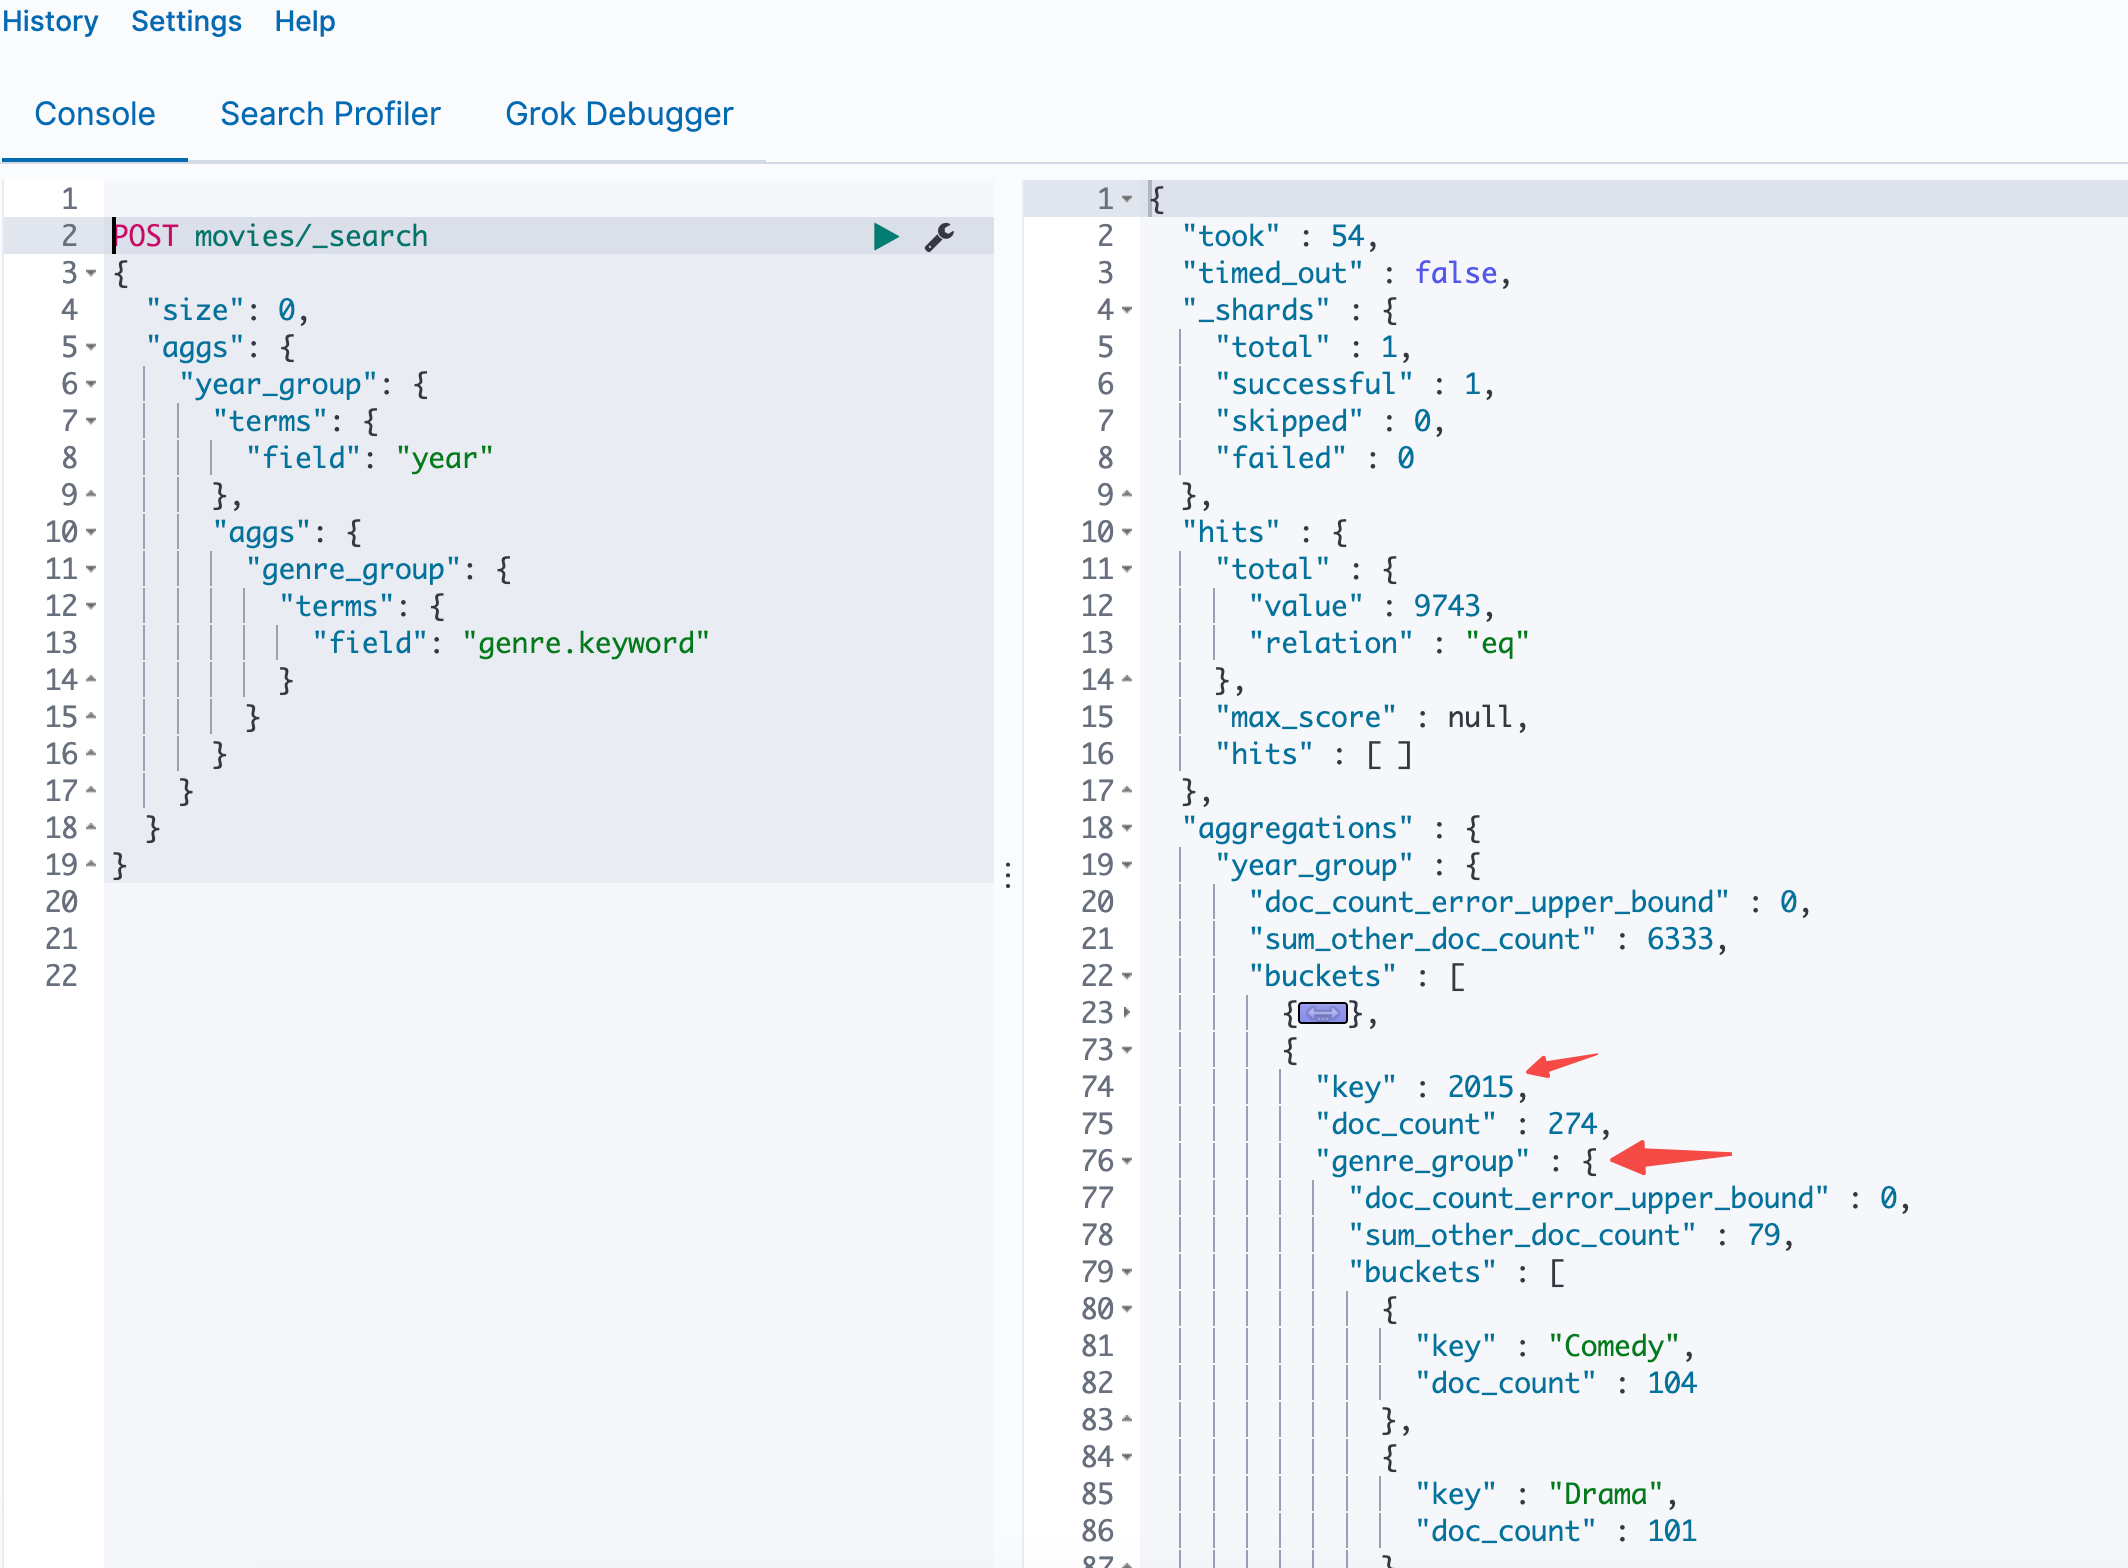 History Settings Help
Console Search Profiler Grok Debugger
1
2 POST movies/_search
3 {
4 "size": 0,
5 "aggs": {
6 "year_group": {
7 "terms": {
8 "field": "year"
9 },
10 "aggs": {
11 "genre_group": {
12 "terms": {
13 "field": "genre.keyword"
14 }
15 }
16 }
17 }
18 }
19 }
20
21
22
1 {
2 "took" : 54,
3 "timed_out" : false,
4 "_shards" : {
5 "total" : 1,
6 "successful" : 1,
7 "skipped" : 0,
8 "failed" : 0
9 },
10 "hits" : {
11 "total" : {
12 "value" : 9743,
13 "relation" : "eq"
14 },
15 "max_score" : null,
16 "hits" : [ ]
17 },
18 "aggregations" : {
19 "year_group" : {
20 "doc_count_error_upper_bound" : 0,
21 "sum_other_doc_count" : 6333,
22 "buckets" : [
23 {},
73 {
74 "key" : 2015,
75 "doc_count" : 274,
76 "genre_group" : {
77 "doc_count_error_upper_bound" : 0,
78 "sum_other_doc_count" : 79,
79 "buckets" : [
80 {
81 "key" : "Comedy",
82 "doc_count" : 104
83 },
84 {
85 "key" : "Drama",
86 "doc_count" : 101
87 }